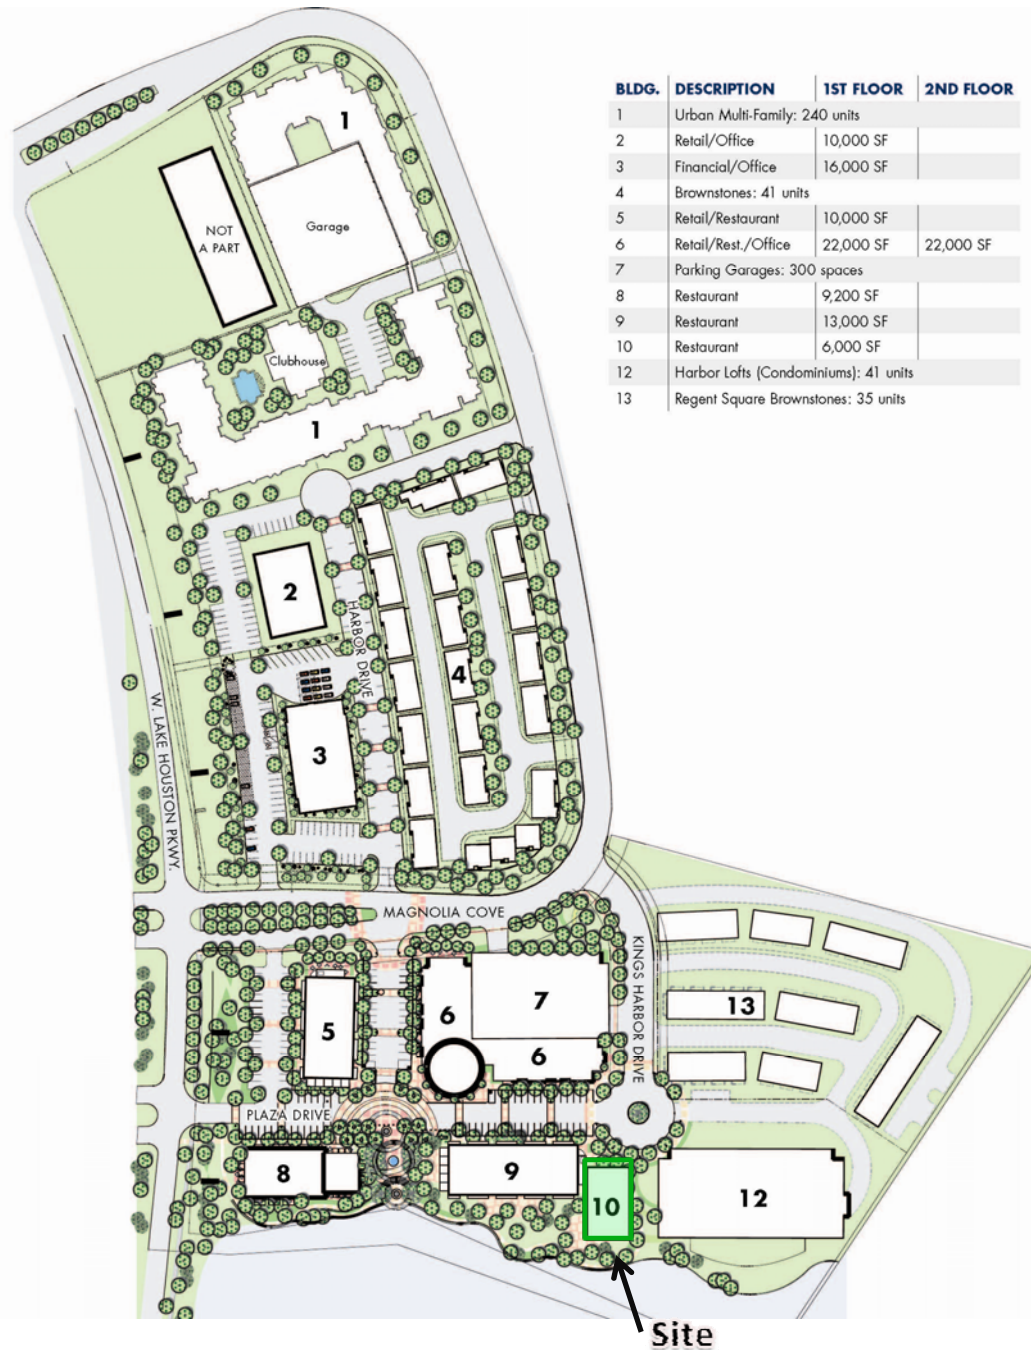 BLDG. DESCRIPTION 1ST FLOOR 2ND FLOOR
1 Urban Multi-Family: 240 units
2 Retail/Office 10,000 SF
3 Financial/Office 16,000 SF
4 Brownstones: 41 units
5 Retail/Restaurant 10,000 SF
6 Retail/Rest./Office 22,000 SF 22,000 SF
7 Parking Garages: 300 spaces
8 Restaurant 9,200 SF
9 Restaurant 13,000 SF
10 Restaurant 6,000 SF
12 Harbor Lofts (Condominiums): 41 units
13 Regent Square Brownstones: 35 units
1
NOT
A PART
Garage
Clubhouse
1
2
HARBOR DRIVE
4
W. LAKE HOUSTON PKWY.
3
MAGNOLIA COVE
KINGS HARBOR DRIVE
13
5
6
7
6
PLAZA DRIVE
8
9
10
12
Site